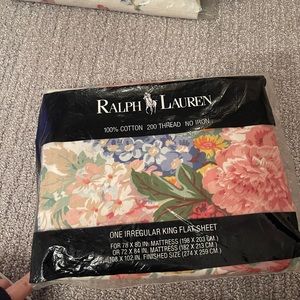 RALPH LAUREN
100% COTTON 200 THREAD NO IRON
ONE IRREGULAR KING FLAT SHEET
FOR 78 X 80 IN. MATTRESS (198 X 203 CM.)
OR 72 X 84 IN. MATTRESS (182 X 213 CM.)
108 X 102 IN. FINISHED SIZE (274 X 259 CM.)